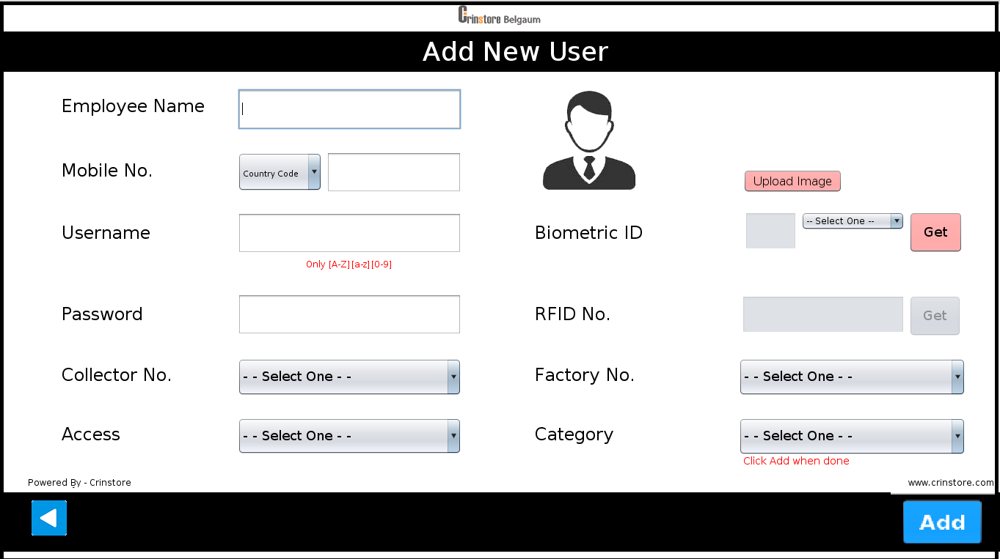 Crinstore Belgaum
Add New User
Employee Name
Mobile No.
Country Code
Upload Image
Username
Only [A-Z][a-z][0-9]
Biometric ID
-- Select One --
Get
Password
RFID No.
Get
Collector No.
- - Select One - -
Factory No.
- - Select One - -
Access
- - Select One - -
Category
- - Select One - -
Click Add when done
Powered By - Crinstore
www.crinstore.com
Add